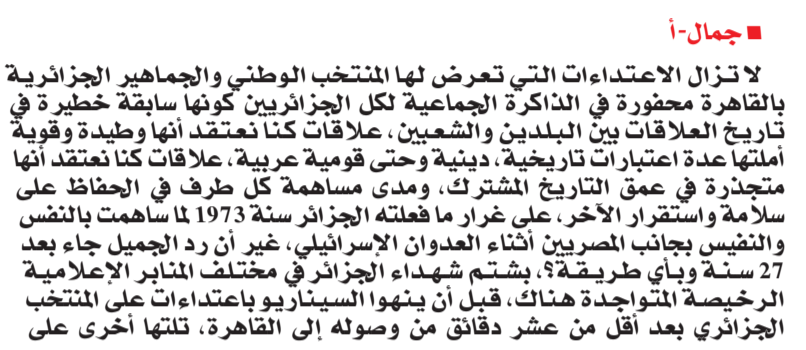 ■ جمال-أ
لا تزال الاعتداءات التي تعرض لها المنتخب الوطني والجماهير الجزائرية
بالقاهرة محفورة في الذاكرة الجماعية لكل الجزائريين كونها سابقة خطيرة في
تاريخ العلاقات بين البلدين والشعبين، علاقات كنا نعتقد أنها وطيدة وقوية
أملتها عدة اعتبارات تاريخية، دينية وحتى قومية عربية، علاقات كنا نعتقد أنها
متجذرة في عمق التاريخ المشترك، ومدى مساهمة كل طرف في الحفاظ على
سلامة واستقرار الآخر، على غرار ما فعلته الجزائر سنة 1973 لما ساهمت بالنفس
والنفيس بجانب المصريين أثناء العدوان الإسرائيلي، غير أن رد الجميل جاء بعد
27 سنة وبأي طريقة؟، بشتم شهداء الجزائر في مختلف المنابر الإعلامية
الرخيصة المتواجدة هناك، قبل أن ينهوا السيناريو باعتداءات على المنتخب
الجزائري بعد أقل من عشر دقائق من وصوله إلى القاهرة، تلتها أخرى على